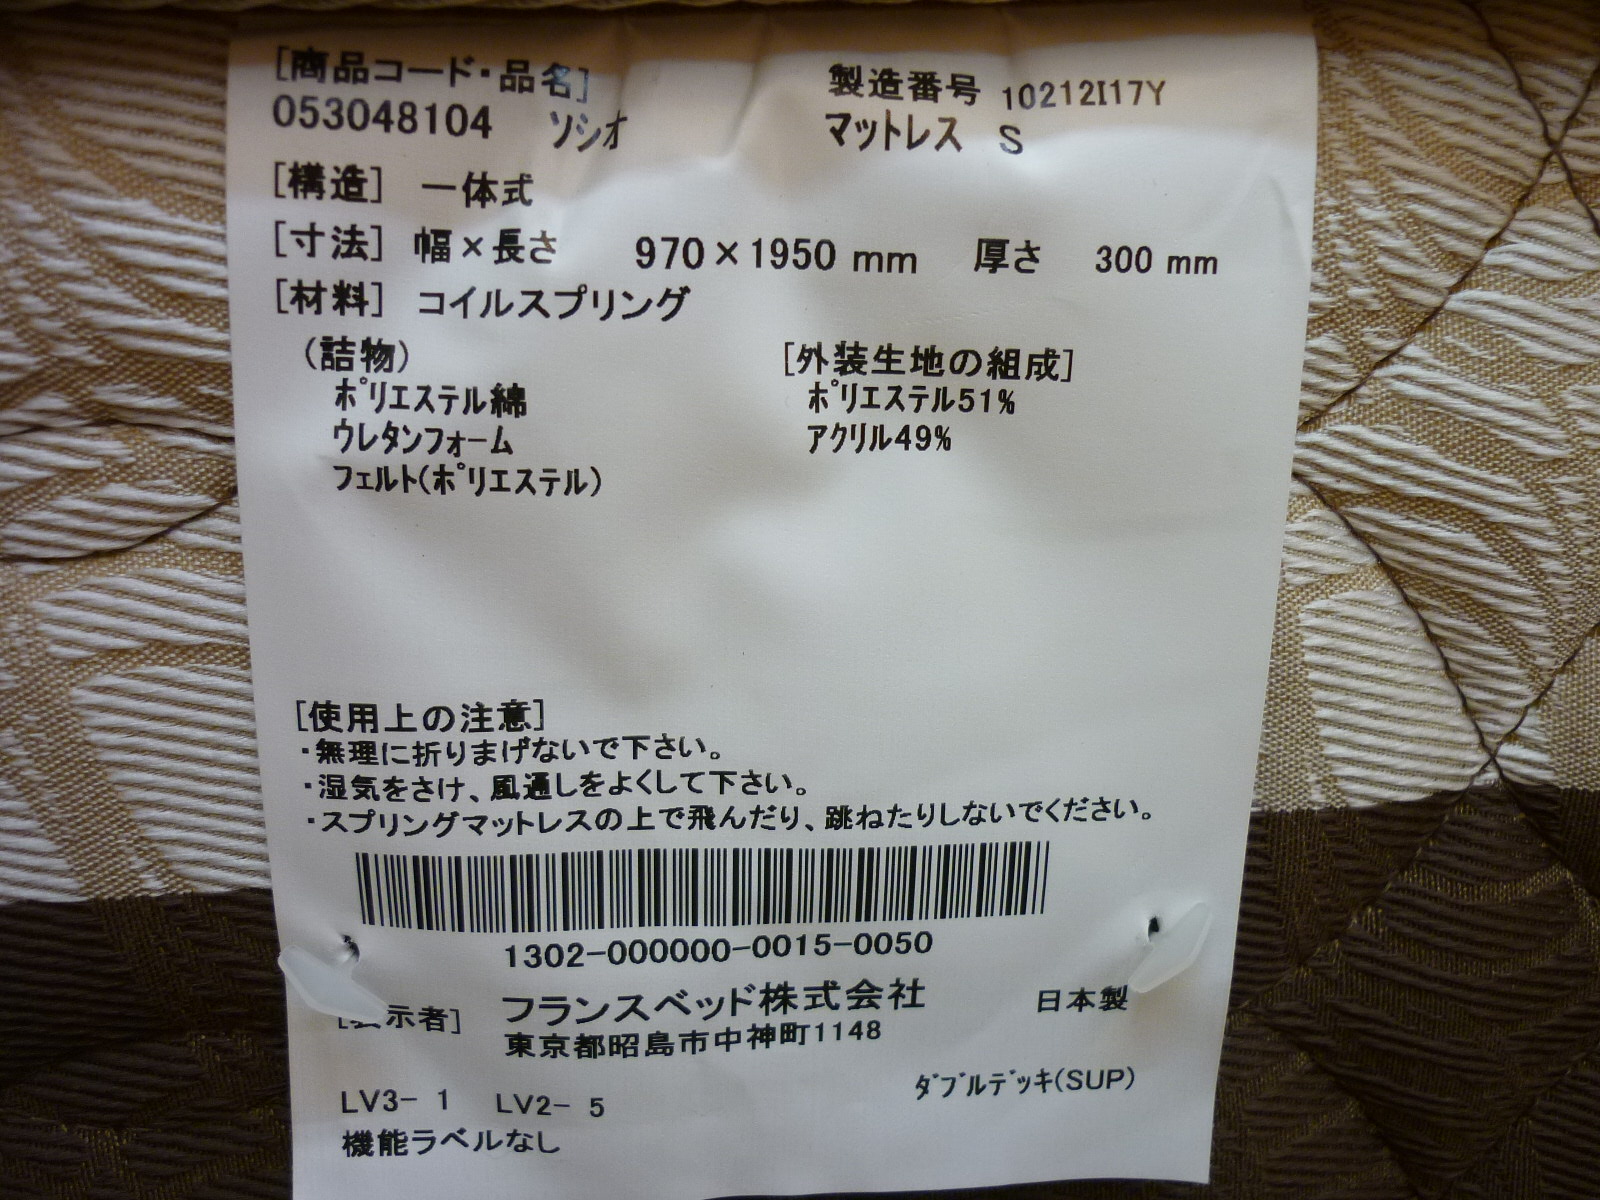 [商品コード・品名]
053048104 ソシオ
製造番号 10212I17Y
マットレス S
[構造] 一体式
[寸法] 幅×長さ 970×1950 mm 厚さ 300 mm
[材料] コイルスプリング
(詰物)
ポリエステル綿
ウレタンフォーム
フェルト(ポリエステル)
[外装生地の組成]
ポリエステル51%
アクリル49%
[使用上の注意]
・無理に折りまげないで下さい。
・湿気をさけ、風通しをよくして下さい。
・スプリングマットレスの上で飛んだり、跳ねたりしないでください。
1302-000000-0015-0050
[表示者] フランスベッド株式会社 日本製
東京都昭島市中神町1148
ダブルデッキ(SUP)
LV3- 1 LV2- 5
機能ラベルなし